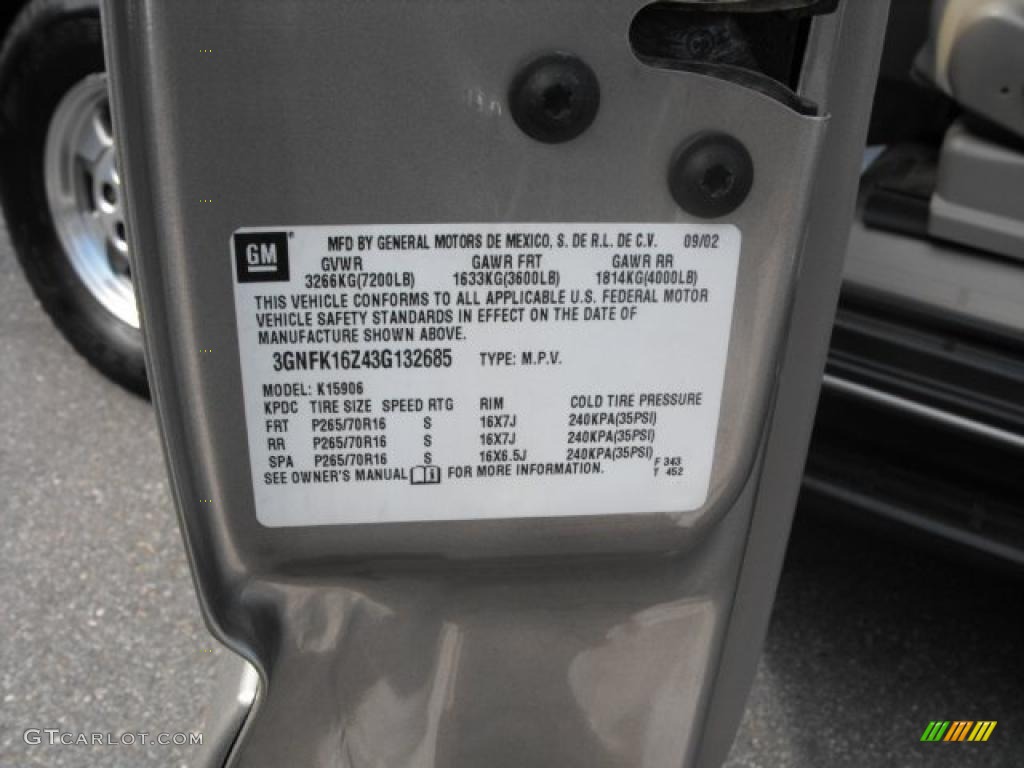 GM ® MFD BY GENERAL MOTORS DE MEXICO, S. DE R.L. DE C.V. 09/02
GVWR GAWR FRT GAWR RR
3266KG(7200LB) 1633KG(3600LB) 1814KG(4000LB)
THIS VEHICLE CONFORMS TO ALL APPLICABLE U.S. FEDERAL MOTOR
VEHICLE SAFETY STANDARDS IN EFFECT ON THE DATE OF
MANUFACTURE SHOWN ABOVE.
3GNFK16Z43G132685 TYPE: M.P.V.
MODEL: K15906
KPDC TIRE SIZE SPEED RTG RIM COLD TIRE PRESSURE
FRT P265/70R16 S 16X7J 240KPA(35PSI)
RR P265/70R16 S 16X7J 240KPA(35PSI)
SPA P265/70R16 S 16X6.5J 240KPA(35PSI)
SEE OWNER'S MANUAL FOR MORE INFORMATION.
F 343
T 452
GTCARLOT.COM